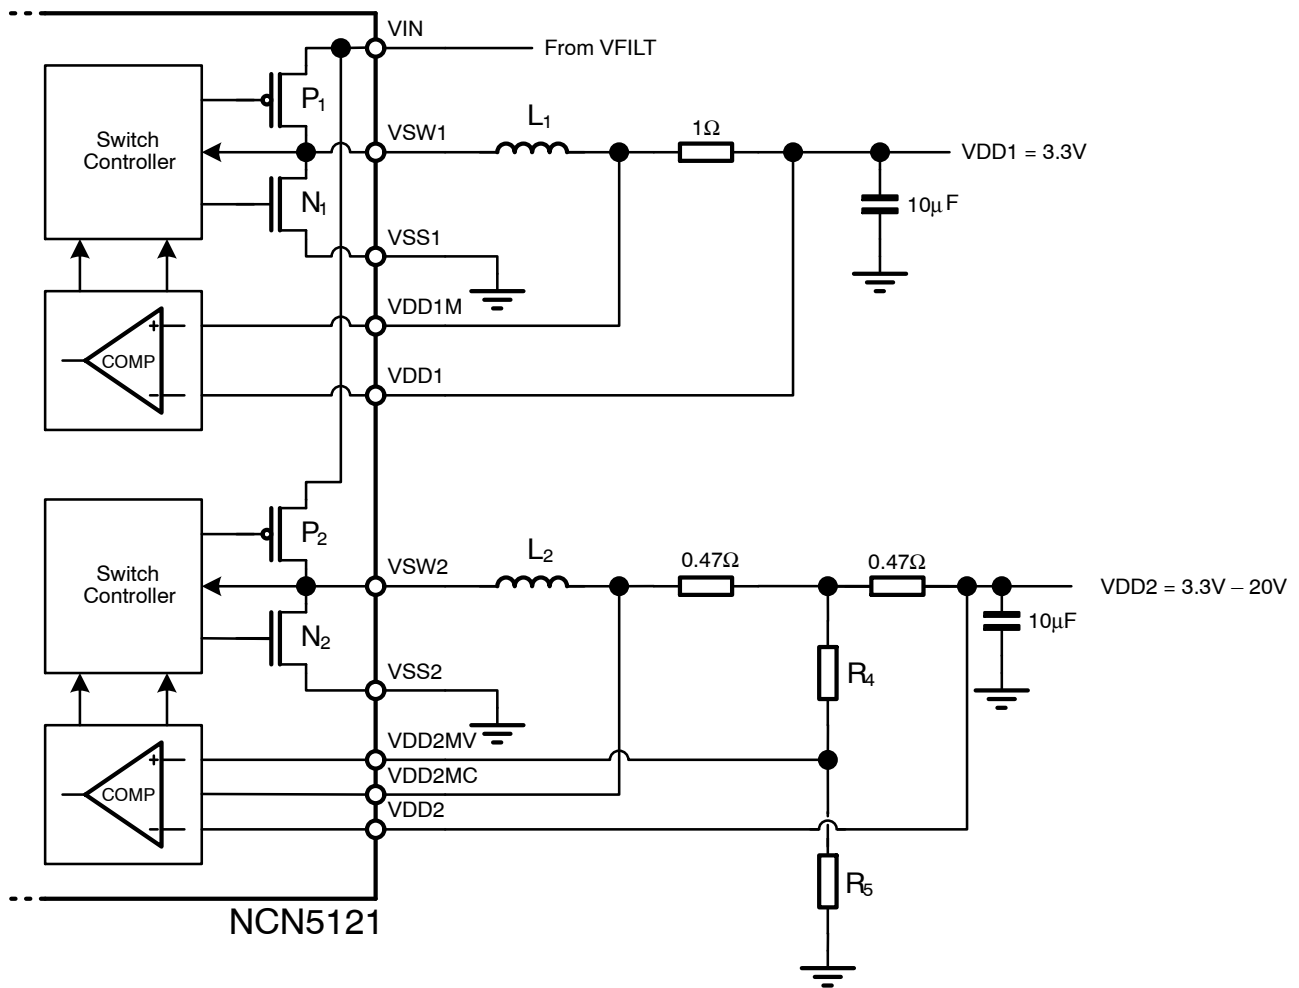 VIN
From VFILT
P1
Switch
Controller
VSW1
L1
1Ω
VDD1 = 3.3V
N1
10μF
VSS1
VDD1M
+
COMP
−
VDD1
P2
Switch
Controller
VSW2
L2
0.47Ω
0.47Ω
VDD2 = 3.3V – 20V
N2
10μF
VSS2
R4
VDD2MV
+
COMP
−
VDD2MC
VDD2
R5
NCN5121